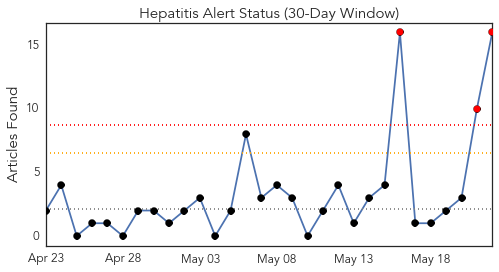 Hepatitis Alert Status (30-Day Window)
Articles Found
15
10
5
0
Apr 23
Apr 28
May 03
May 08
May 13
May 18